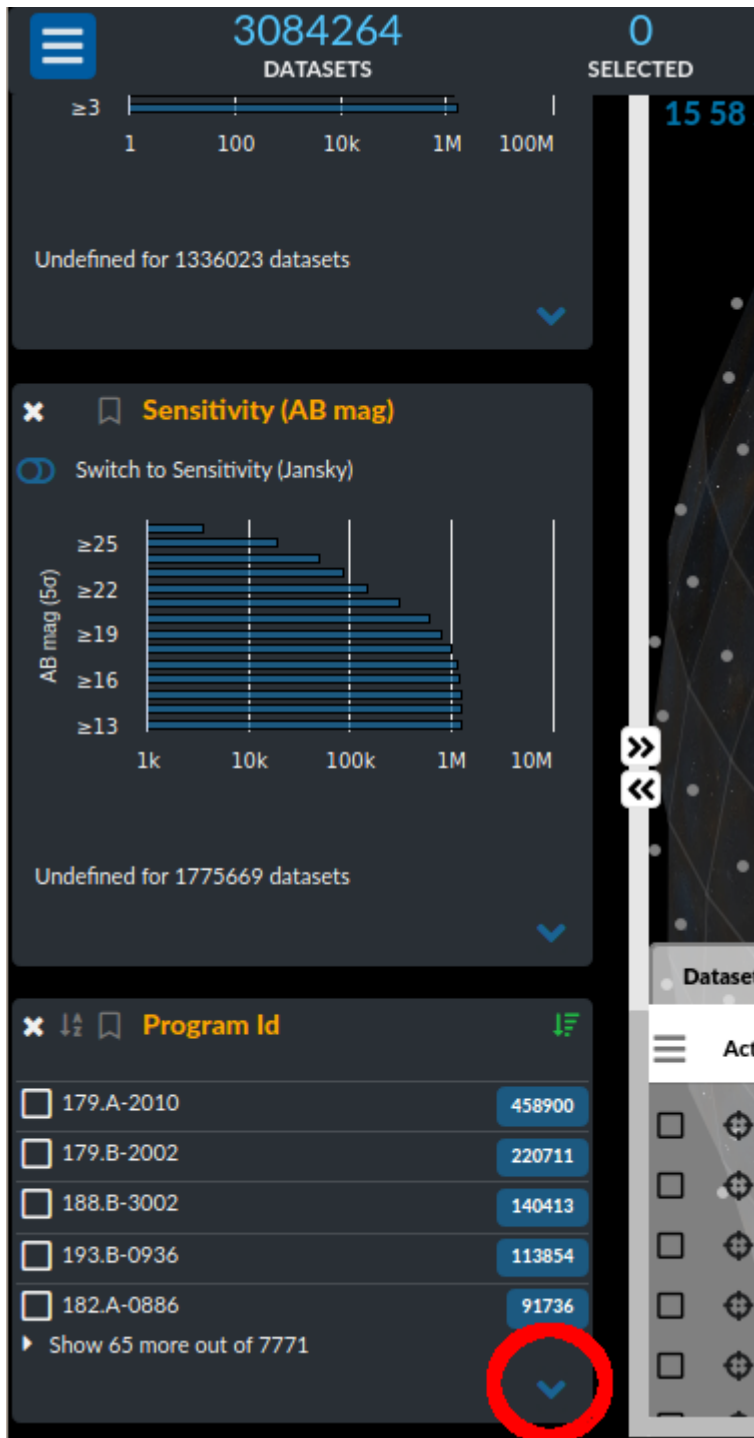 3084264
DATASETS
0
SELECTED
≥3
1 100 10k 1M 100M
15 58
Undefined for 1336023 datasets
Sensitivity (AB mag)
Switch to Sensitivity (Jansky)
AB mag (5σ)
≥25
≥22
≥19
≥16
≥13
1k 10k 100k 1M 10M
Undefined for 1775669 datasets
Program Id
179.A-2010 458900
179.B-2002 220711
188.B-3002 140413
193.B-0936 113854
182.A-0886 91736
Show 65 more out of 7771
Dataset
Act